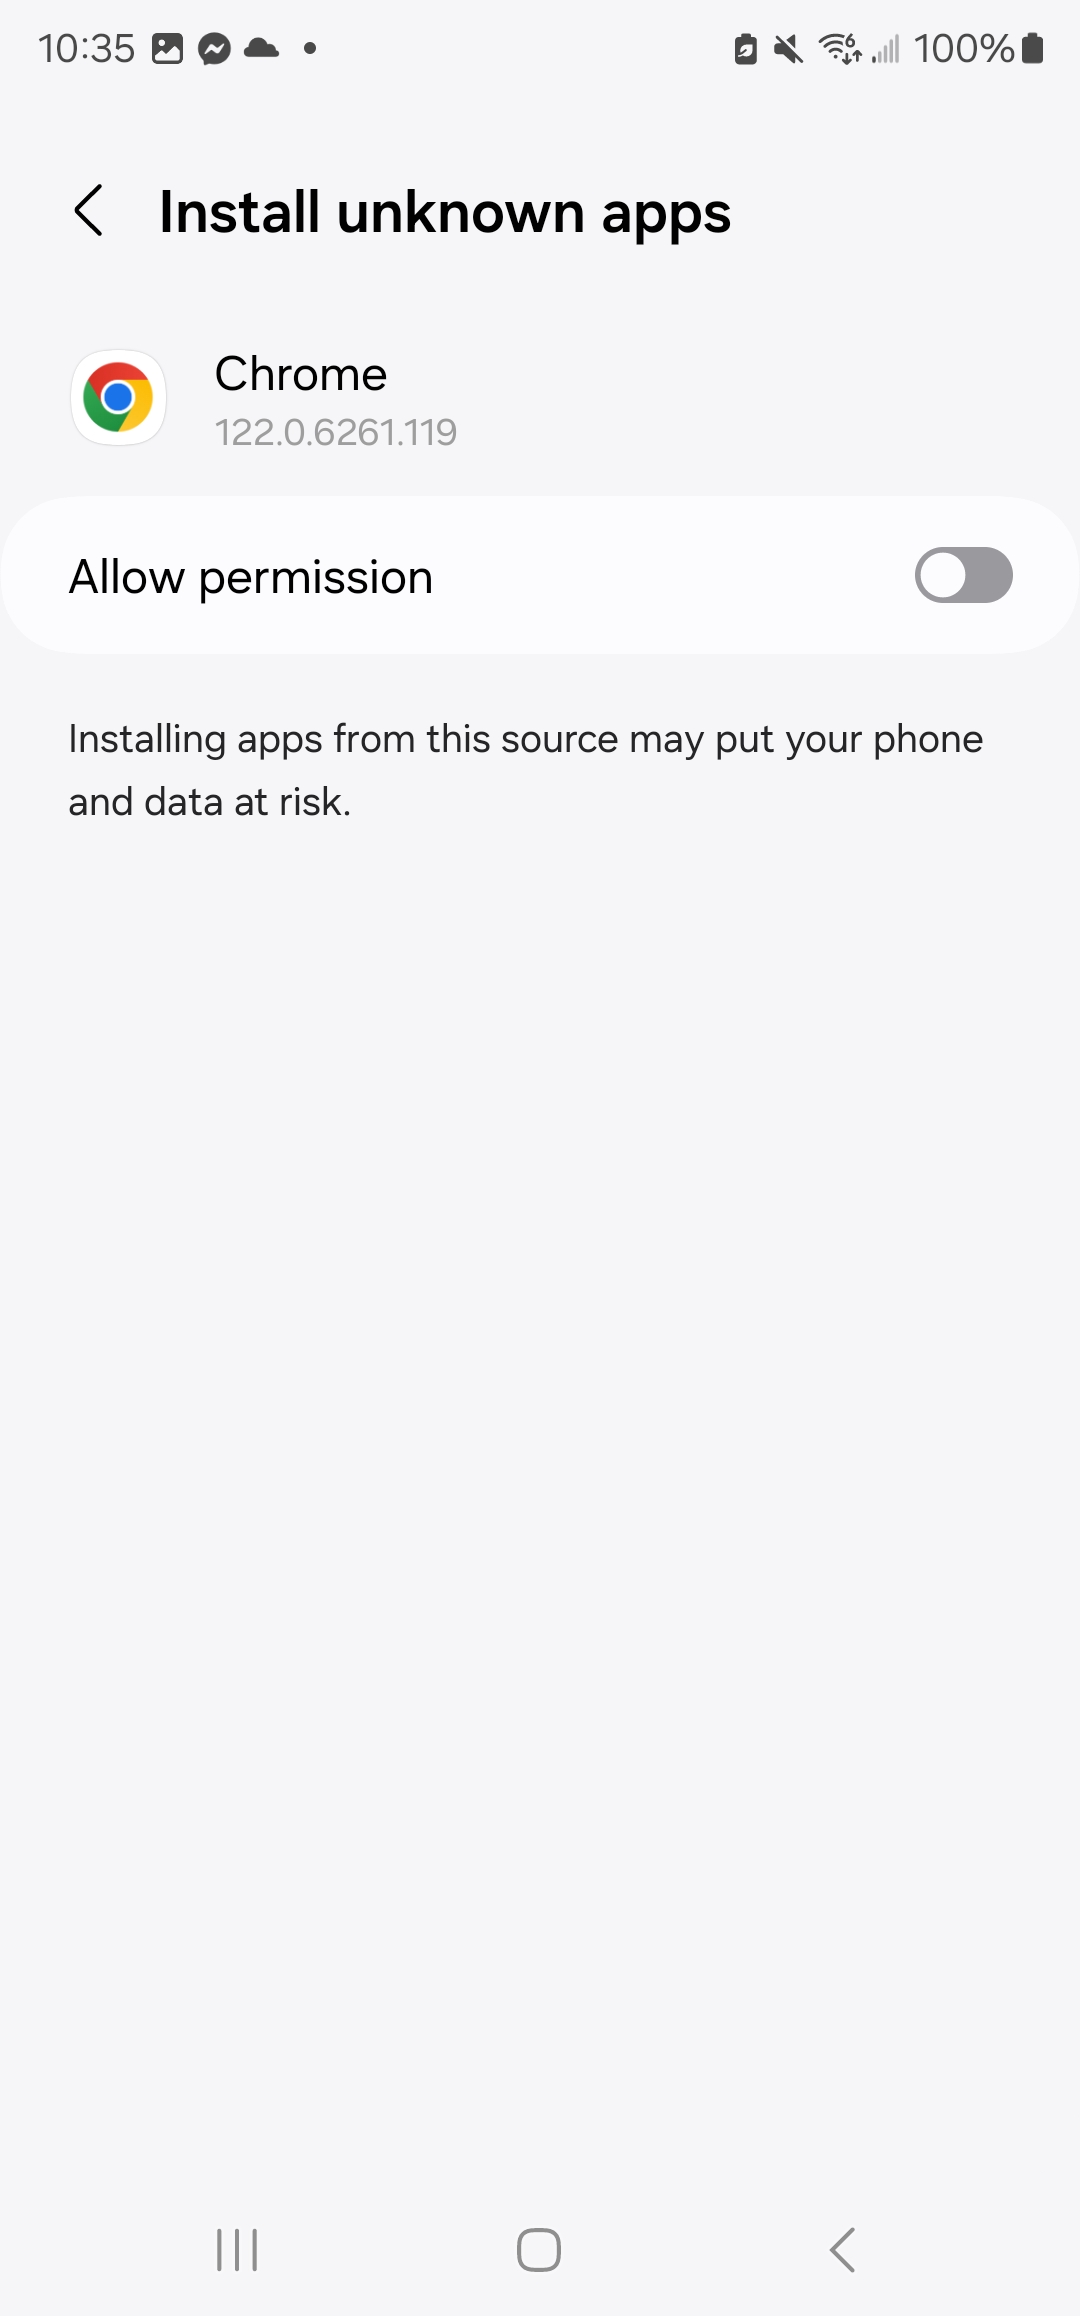 10:35 100%
Install unknown apps
Chrome
122.0.6261.119
Allow permission
Installing apps from this source may put your phone
and data at risk.